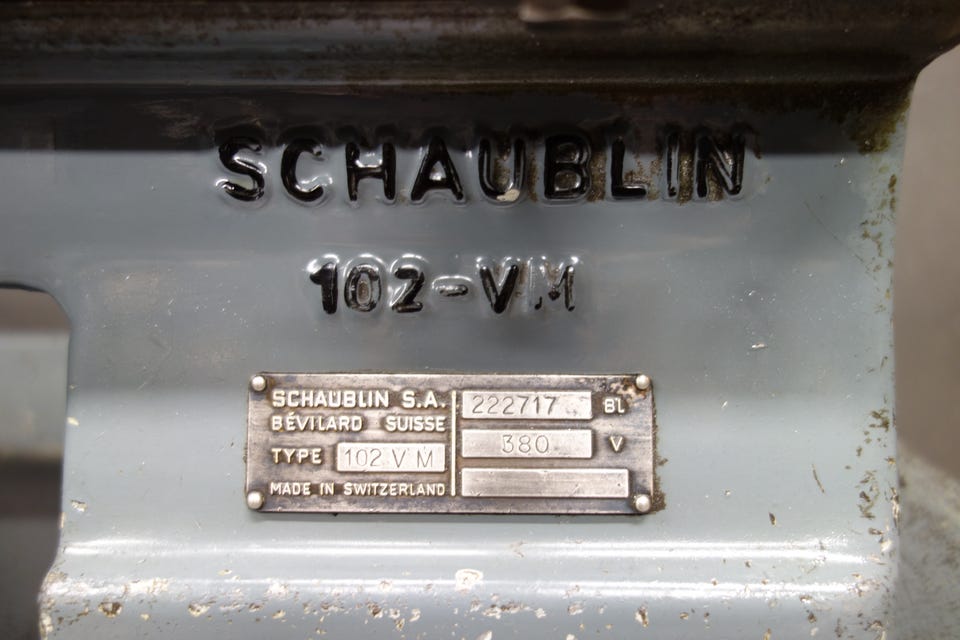 SCHAUBLIN
102-VM
SCHAUBLIN S.A.
BÉVILARD SUISSE
TYPE 102 V M
MADE IN SWITZERLAND
222717 Bl
380 V